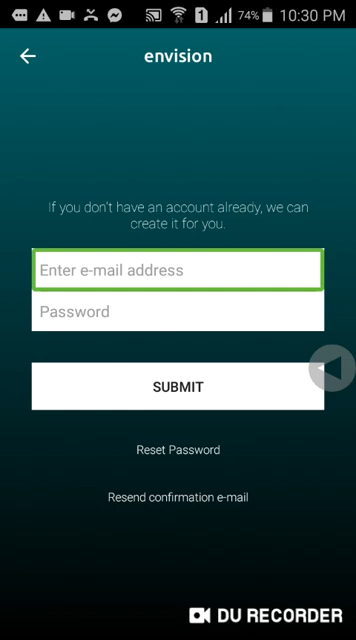 1 74% 10:30 PM
envision
If you don't have an account already, we can
create it for you.
Enter e-mail address
Password
SUBMIT
Reset Password
Resend confirmation e-mail
DU RECORDER